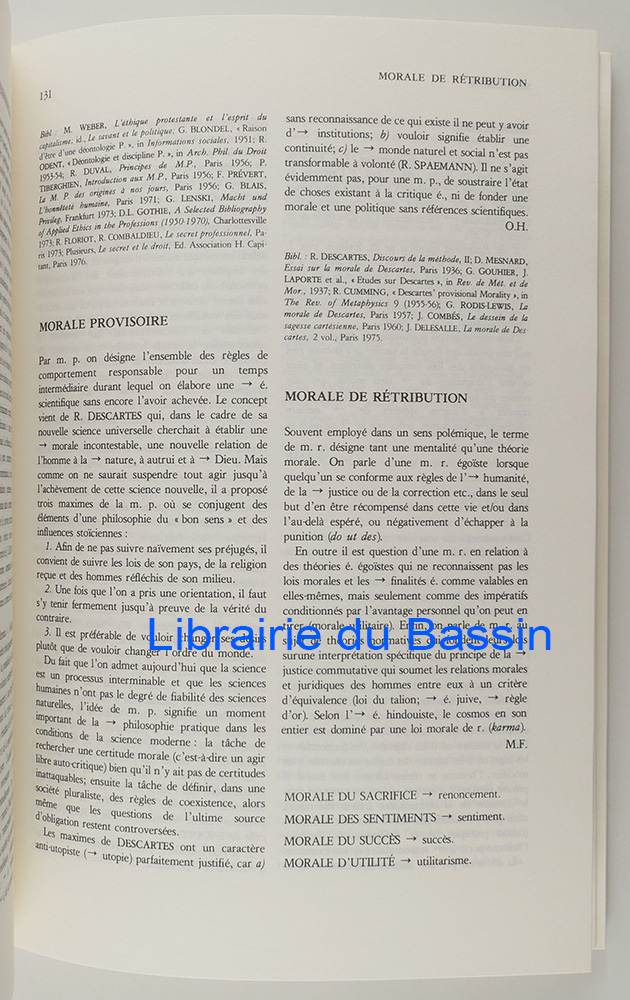 131
MORALE DE RÉTRIBUTION
Bibl.: M. WEBER, L'éthique protestante et l'esprit du
capitalisme; id., Le savant et le politique, G. BLONDEL, « Raison
d'être d'une déontologie P. », in Informations sociales, 1951; R.
ODENT, « Déontologie et discipline P. », in Arch. Phil. du Droit
1953-54; R. DUVAL, Principes de M.P., Paris 1956; P.
TIBERGHIEN, Introduction aux M.P., Paris 1956; F. PRÉVERT,
La M P des origines à nos jours, Paris 1956; G. BLAIS,
L'honnêteté humaine, Paris 1971; G. LENSKI, Macht und
Privileg, Frankfurt 1973; D.L. GOTHIE, A Selected Bibliography
of Applied Ethics in the Professions (1950-1970), Charlottesville
1973; R. FLORIOT, R. COMBALDIEU, Le secret professionnel, Pa-
ris 1973; Plusieurs, Le secret et le droit, Ed. Association H. Capi-
tant, Paris 1976.
MORALE PROVISOIRE
Par m. p. on désigne l'ensemble des règles de
comportement responsable pour un temps
intermédiaire durant lequel on élabore une → é.
scientifique sans encore l'avoir achevée. Le concept
vient de R. DESCARTES qui, dans le cadre de sa
nouvelle science universelle cherchait à établir une
→ morale incontestable, une nouvelle relation de
l'homme à la → nature, à autrui et à → Dieu. Mais
comme on ne saurait suspendre tout agir jusqu'à
l'achèvement de cette science nouvelle, il a proposé
trois maximes de la m. p. où se conjugent des
éléments d'une philosophie du « bon sens » et des
influences stoïciennes :
1. Afin de ne pas suivre naïvement ses préjugés, il
convient de suivre les lois de son pays, de la religion
reçue et des hommes réfléchis de son milieu.
2. Une fois que l'on a pris une orientation, il faut
s'y tenir fermement jusqu'à preuve de la vérité du
contraire.
3. Il est préférable de vouloir changer ses désirs
plutôt que de vouloir changer l'ordre du monde.
Du fait que l'on admet aujourd'hui que la science
est un processus interminable et que les sciences
humaines n'ont pas le degré de fiabilité des sciences
naturelles, l'idée de m. p. signifie un moment
important de la → philosophie pratique dans les
conditions de la science moderne : la tâche de
rechercher une certitude morale (c'est-à-dire un agir
libre auto-critique) bien qu'il n'y ait pas de certitudes
inattaquables; ensuite la tâche de définir, dans une
société pluraliste, des règles de coexistence, alors
même que les questions de l'ultime source
d'obligation restent controversées.
Les maximes de DESCARTES ont un caractère
anti-utopiste (→ utopie) parfaitement justifié, car a)
sans reconnaissance de ce qui existe il ne peut y avoir
d'→ institutions; b) vouloir signifie établir une
continuité; c) le → monde naturel et social n'est pas
transformable à volonté (R. SPAEMANN). Il ne s'agit
évidemment pas, pour une m. p., de soustraire l'état
de choses existant à la critique é., ni de fonder une
morale et une politique sans références scientifiques.
O.H.
Bibl. : R. DESCARTES, Discours de la méthode, II; D. MESNARD,
Essai sur la morale de Descartes, Paris 1936; G. GOUHIER, J.
LAPORTE et al., « Etudes sur Descartes », in Rev. de Mét. et de
Mor., 1937; R. CUMMING, « Descartes' provisional Morality », in
The Rev. of Metaphysics 9 (1955-56); G. RODIS-LEWIS, La
morale de Descartes, Paris 1957; J. COMBÉS, Le dessein de la
sagesse cartésienne, Paris 1960; J. DELESALLE, La morale de Des-
cartes, 2 vol., Paris 1975.
MORALE DE RÉTRIBUTION
Souvent employé dans un sens polémique, le terme
de m. r. désigne tant une mentalité qu'une théorie
morale. On parle d'une m. r. égoïste lorsque
quelqu'un se conforme aux règles de l'→ humanité,
de la → justice ou de la correction etc., dans le seul
but d'en être récompensé dans cette vie et/ou dans
l'au-delà espéré, ou négativement d'échapper à la
punition (do ut des).
En outre il est question d'une m. r. en relation à
des théories é. égoïstes qui ne reconnaissent pas les
lois morales et les → finalités é. comme valables en
elles-mêmes, mais seulement comme des impératifs
conditionnés par l'avantage personnel qu'on peut en
tirer (morale utilitaire). Enfin on parle de m. r. au
sujet de théories normatives qui fondent leurs lois
surune interprétation spécifique du principe de la →
justice commutative qui soumet les relations morales
et juridiques des hommes entre eux à un critère
d'équivalence (loi du talion; → é. juive, → règle
d'or). Selon l'→ é. hindouiste, le cosmos en son
entier est dominé par une loi morale de r. (karma).
M.F.
MORALE DU SACRIFICE → renoncement.
MORALE DES SENTIMENTS → sentiment.
MORALE DU SUCCÈS → succès.
MORALE D'UTILITÉ → utilitarisme.
Librairie du Bassin